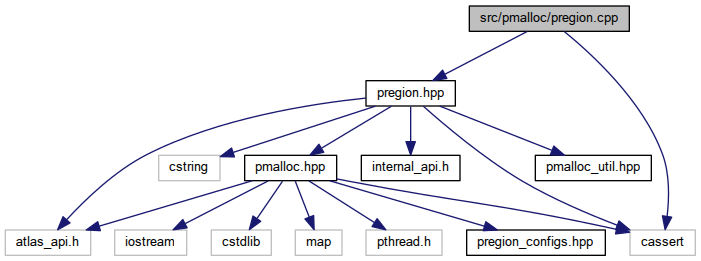 src/pmalloc/pregion.cpp
pregion.hpp
cstring
pmalloc.hpp
internal_api.h
pmalloc_util.hpp
atlas_api.h
iostream
cstdlib
map
pthread.h
pregion_configs.hpp
cassert